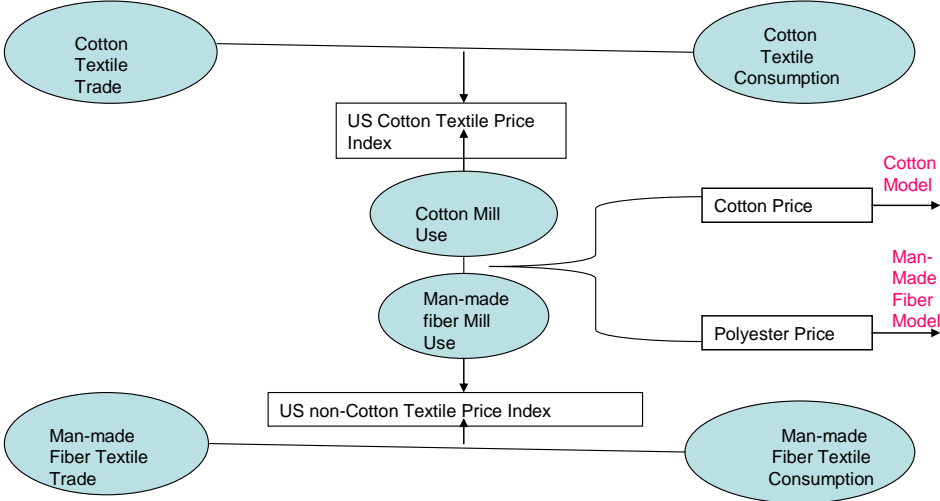 Cotton
Textile
Trade
Cotton
Textile
Consumption
US Cotton Textile Price
Index
Cotton
Model
Cotton Mill
Use
Cotton Price
Man-
Made
Fiber
Model
Man-made
fiber Mill
Use
Polyester Price
US non-Cotton Textile Price Index
Man-made
Fiber Textile
Trade
Man-made
Fiber Textile
Consumption